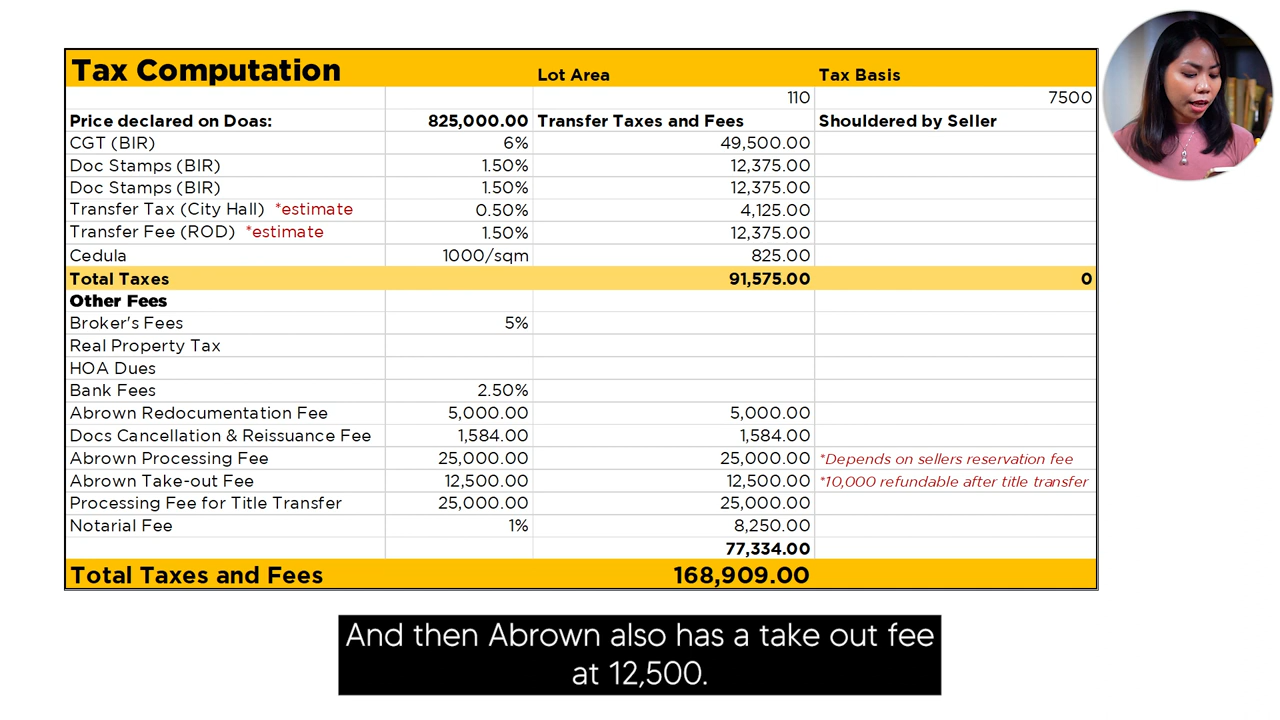 Tax Computation Lot Area Tax Basis
110 7500
Price declared on Doas: 825,000.00 Transfer Taxes and Fees Shouldered by Seller
CGT (BIR) 6% 49,500.00
Doc Stamps (BIR) 1.50% 12,375.00
Doc Stamps (BIR) 1.50% 12,375.00
Transfer Tax (City Hall) *estimate 0.50% 4,125.00
Transfer Fee (ROD) *estimate 1.50% 12,375.00
Cedula 1000/sqm 825.00
Total Taxes 91,575.00 0
Other Fees
Broker's Fees 5%
Real Property Tax
HOA Dues
Bank Fees 2.50%
Abrown Redocumentation Fee 5,000.00 5,000.00
Docs Cancellation & Reissuance Fee 1,584.00 1,584.00
Abrown Processing Fee 25,000.00 25,000.00 *Depends on sellers reservation fee
Abrown Take-out Fee 12,500.00 12,500.00 *10,000 refundable after title transfer
Processing Fee for Title Transfer 25,000.00 25,000.00
Notarial Fee 1% 8,250.00
77,334.00
Total Taxes and Fees 168,909.00
And then Abrown also has a take out fee
at 12,500.